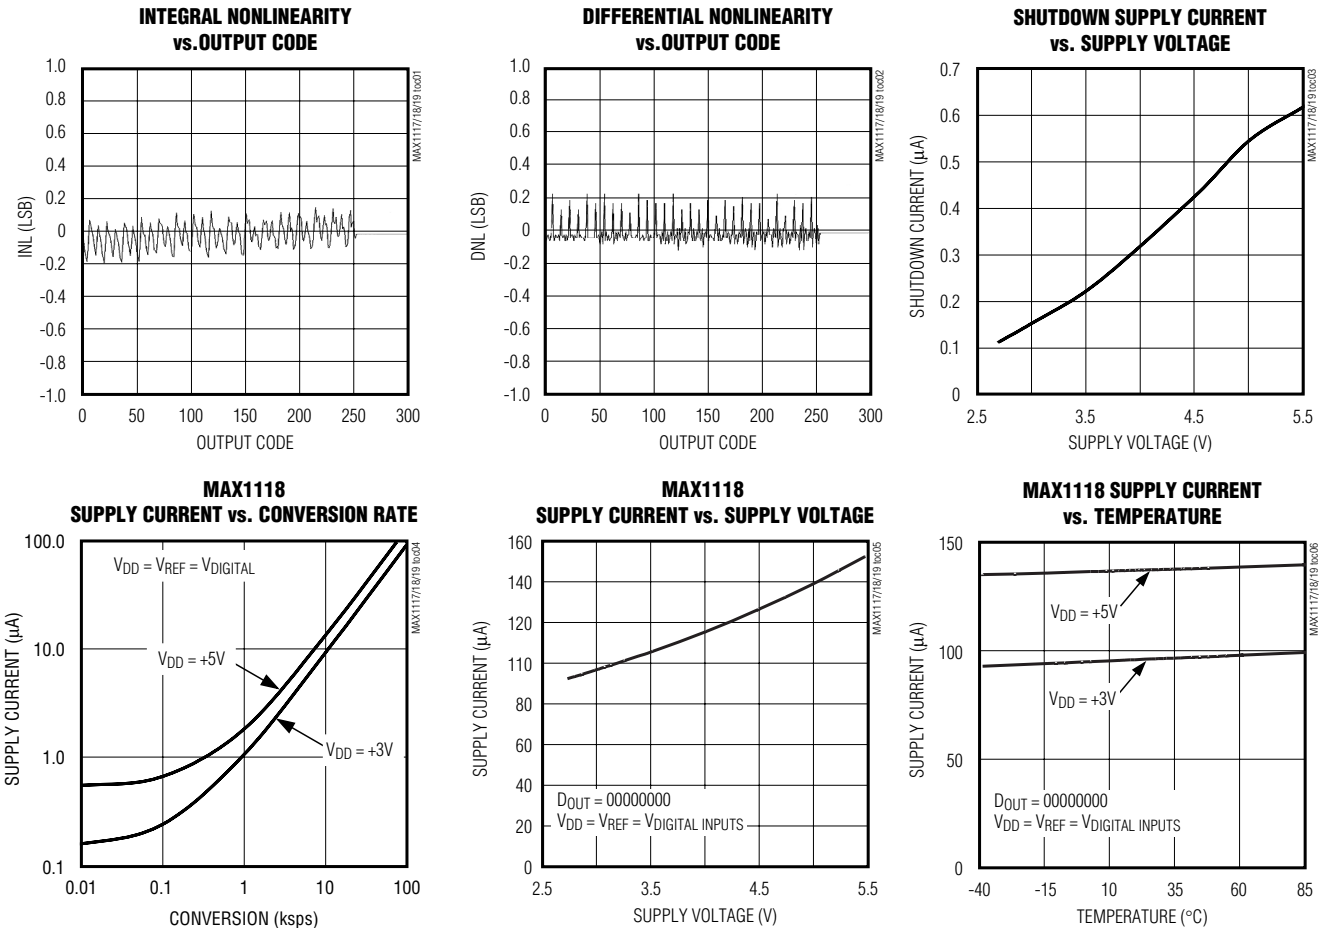 INTEGRAL NONLINEARITY
vs.OUTPUT CODE
1.0
0.8
0.6
0.4
0.2
0
-0.2
-0.4
-0.6
-0.8
-1.0
INL (LSB)
0 50 100 150 200 250 300
OUTPUT CODE
MAX1117/18/19 toc01
DIFFERENTIAL NONLINEARITY
vs.OUTPUT CODE
1.0
0.8
0.6
0.4
0.2
0
-0.2
-0.4
-0.6
-0.8
-1.0
DNL (LSB)
0 50 100 150 200 250 300
OUTPUT CODE
MAX1117/18/19 toc02
SHUTDOWN SUPPLY CURRENT
vs. SUPPLY VOLTAGE
0.7
0.6
0.5
0.4
0.3
0.2
0.1
0
SHUTDOWN CURRENT (µA)
2.5 3.5 4.5 5.5
SUPPLY VOLTAGE (V)
MAX1117/18/19 toc03
MAX1118
SUPPLY CURRENT vs. CONVERSION RATE
100.0
10.0
1.0
0.1
SUPPLY CURRENT (µA)
VDD = VREF = VDIGITAL
VDD = +5V
VDD = +3V
0.01 0.1 1 10 100
CONVERSION (ksps)
MAX1117/18/19 toc04
MAX1118
SUPPLY CURRENT vs. SUPPLY VOLTAGE
160
140
120
110
80
60
40
20
0
SUPPLY CURRENT (µA)
DOUT = 00000000
VDD = VREF = VDIGITAL INPUTS
2.5 3.5 4.5 5.5
SUPPLY VOLTAGE (V)
MAX1117/18/19 toc05
MAX1118 SUPPLY CURRENT
vs. TEMPERATURE
150
100
50
0
SUPPLY CURRENT (µA)
VDD = +5V
VDD = +3V
DOUT = 00000000
VDD = VREF = VDIGITAL INPUTS
-40 -15 10 35 60 85
TEMPERATURE (°C)
MAX1117/18/19 toc06